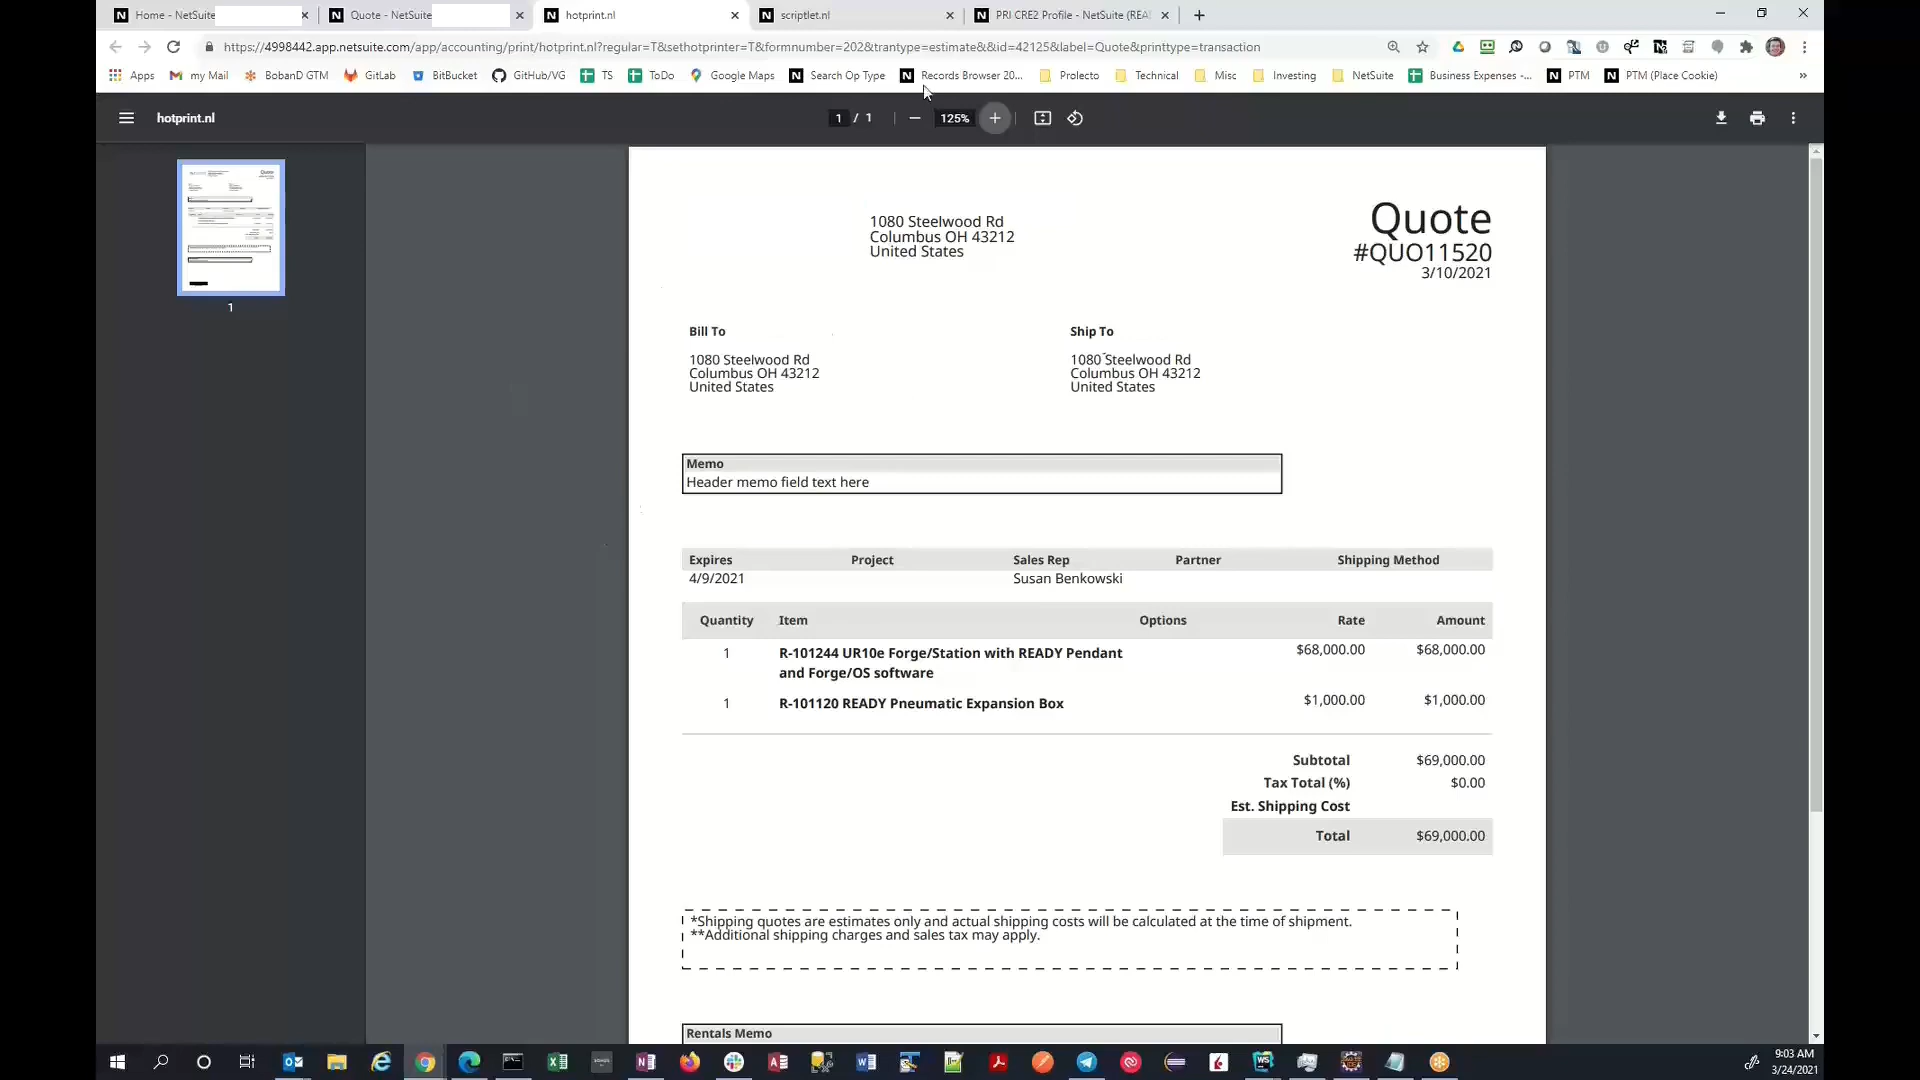 Home - NetSuite
Quote - NetSuite
hotprint.nl
scriptlet.nl
PRI CRE2 Profile - NetSuite (REA
https://4998442.app.netsuite.com/app/accounting/print/hotprint.nl?regular=T&sethotprinter=T&formnumber=202&trantype=estimate&&id=42125&label=Quote&printtype=transaction
Apps
my Mail
BobanD GTM
GitLab
BitBucket
GitHub/VG
TS
ToDo
Google Maps
Search Op Type
Records Browser 20...
Prolecto
Technical
Misc
Investing
NetSuite
Business Expenses -...
PTM
PTM (Place Cookie)
»
hotprint.nl
1 / 1
125%
1
1080 Steelwood Rd
Columbus OH 43212
United States
Quote
#QUO11520
3/10/2021
Bill To
1080 Steelwood Rd
Columbus OH 43212
United States
Ship To
1080 Steelwood Rd
Columbus OH 43212
United States
Memo
Header memo field text here
Expires Project Sales Rep Partner Shipping Method
4/9/2021 Susan Benkowski
Quantity Item Options Rate Amount
1 R-101244 UR10e Forge/Station with READY Pendant $68,000.00 $68,000.00
and Forge/OS software
1 R-101120 READY Pneumatic Expansion Box $1,000.00 $1,000.00
Subtotal $69,000.00
Tax Total (%) $0.00
Est. Shipping Cost
Total $69,000.00
*Shipping quotes are estimates only and actual shipping costs will be calculated at the time of shipment.
**Additional shipping charges and sales tax may apply.
Rentals Memo
9:03 AM
3/24/2021